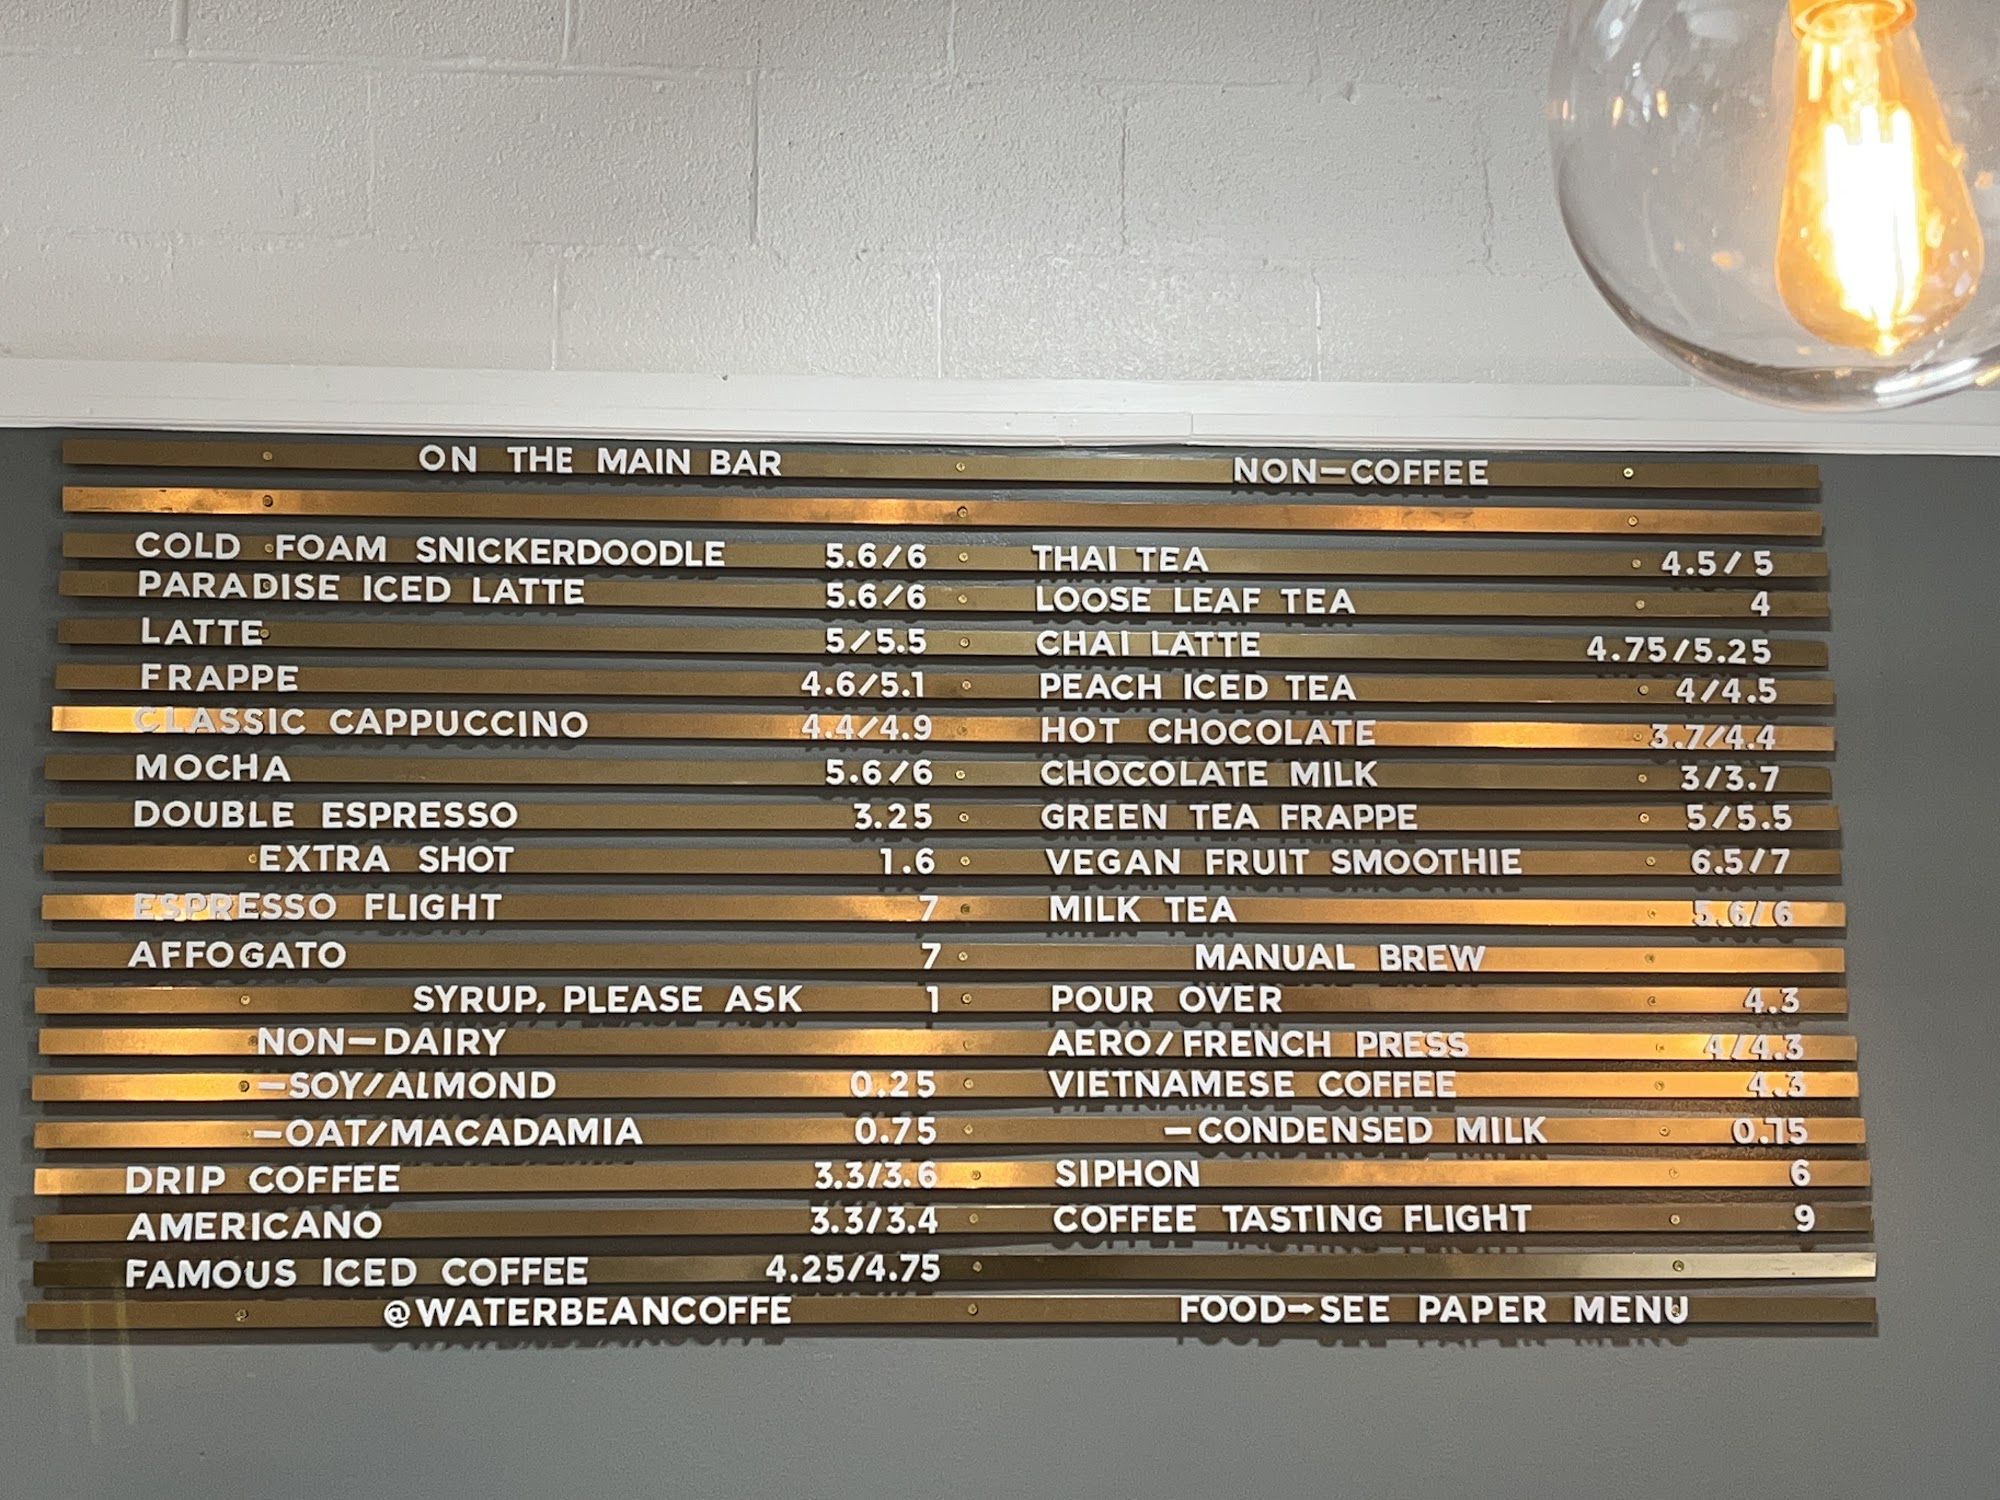 ON THE MAIN BAR
COLD FOAM SNICKERDOODLE 5.6/6
PARADISE ICED LATTE 5.6/6
LATTE 5/5.5
FRAPPE 4.6/5.1
CLASSIC CAPPUCCINO 4.4/4.9
MOCHA 5.6/6
DOUBLE ESPRESSO 3.25
EXTRA SHOT 1.6
ESPRESSO FLIGHT 7
AFFOGATO 7
SYRUP, PLEASE ASK 1
NON-DAIRY
-SOY/ALMOND 0.25
-OAT/MACADAMIA 0.75
DRIP COFFEE 3.3/3.6
AMERICANO 3.3/3.4
FAMOUS ICED COFFEE 4.25/4.75
@WATERBEANCOFFE
NON-COFFEE
THAI TEA 4.5/5
LOOSE LEAF TEA 4
CHAI LATTE 4.75/5.25
PEACH ICED TEA 4/4.5
HOT CHOCOLATE 3.7/4.4
CHOCOLATE MILK 3/3.7
GREEN TEA FRAPPE 5/5.5
VEGAN FRUIT SMOOTHIE 6.5/7
MILK TEA 5.6/6
MANUAL BREW
POUR OVER 4.3
AERO/FRENCH PRESS 4/4.3
VIETNAMESE COFFEE 4.3
-CONDENSED MILK 0.75
SIPHON 6
COFFEE TASTING FLIGHT 9
FOOD→SEE PAPER MENU